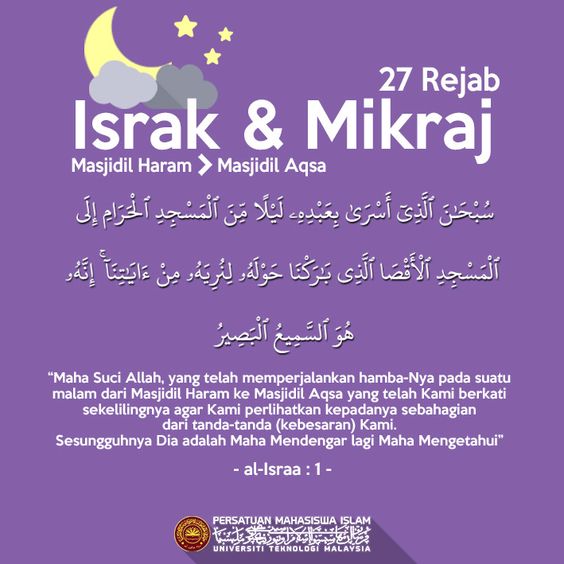 27 Rejab
Israk & Mikraj
Masjidil Haram > Masjidil Aqsa
سُبْحَـٰنَ ٱلَّذِىٓ أَسْرَىٰ بِعَبْدِهِۦ لَيْلًا مِّنَ ٱلْمَسْجِدِ ٱلْحَرَامِ إِلَى
ٱلْمَسْجِدِ ٱلْأَقْصَا ٱلَّذِى بَـٰرَكْنَا حَوْلَهُۥ لِنُرِيَهُۥ مِنْ ءَايَـٰتِنَآ ۚ إِنَّهُۥ
هُوَ ٱلسَّمِيعُ ٱلْبَصِيرُ
“Maha Suci Allah, yang telah memperjalankan hamba-Nya pada suatu
malam dari Masjidil Haram ke Masjidil Aqsa yang telah Kami berkati
sekelilingnya agar Kami perlihatkan kepadanya sebahagian
dari tanda-tanda (kebesaran) Kami.
Sesungguhnya Dia adalah Maha Mendengar lagi Maha Mengetahui”
- al-Israa : 1 -
PERSATUAN MAHASISWA ISLAM
UNIVERSITI TEKNOLOGI MALAYSIA